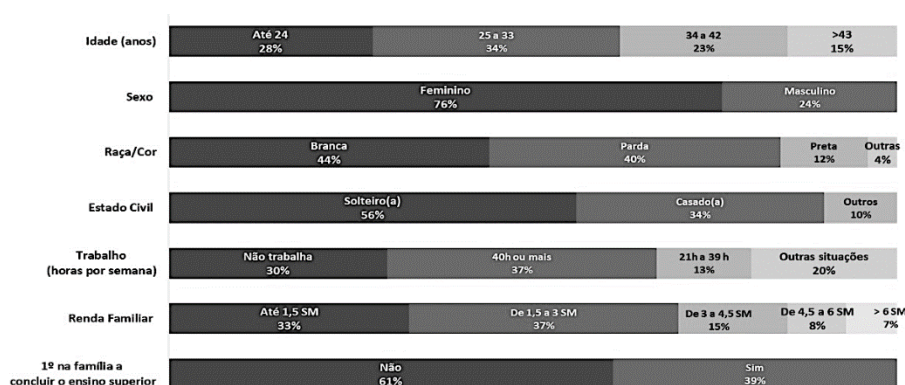 Idade (anos)
Até 24 25 a 33 34 a 42 >43
28% 34% 23% 15%
Sexo
Feminino Masculino
76% 24%
Raça/Cor
Branca Parda Preta Outras
44% 40% 12% 4%
Estado Civil
Solteiro(a) Casado(a) Outros
56% 34% 10%
Trabalho
(horas por semana)
Não trabalha 40h ou mais 21h a 39 h Outras situações
30% 37% 13% 20%
Renda Familiar
Até 1,5 SM De 1,5 a 3 SM De 3 a 4,5 SM De 4,5 a 6 SM > 6 SM
33% 37% 15% 8% 7%
1º na família a
concluir o ensino superior
Não Sim
61% 39%